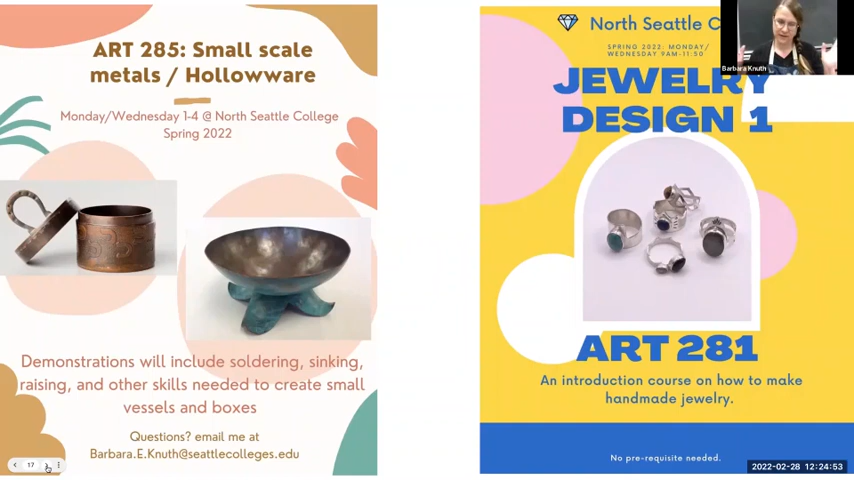 ART 285: Small scale
metals / Hollowware
Monday/Wednesday 1-4 @ North Seattle College
Spring 2022
Demonstrations will include soldering, sinking,
raising, and other skills needed to create small
vessels and boxes
Questions? email me at
Barbara.E.Knuth@seattlecolleges.edu
17
North Seattle C
SPRING 2022: MONDAY/
WEDNESDAY 9AM-11:50
JEWELRY
DESIGN 1
ART 281
An introduction course on how to make
handmade jewelry.
No pre-requisite needed.
Barbara Knuth
2022-02-28 12:24:53